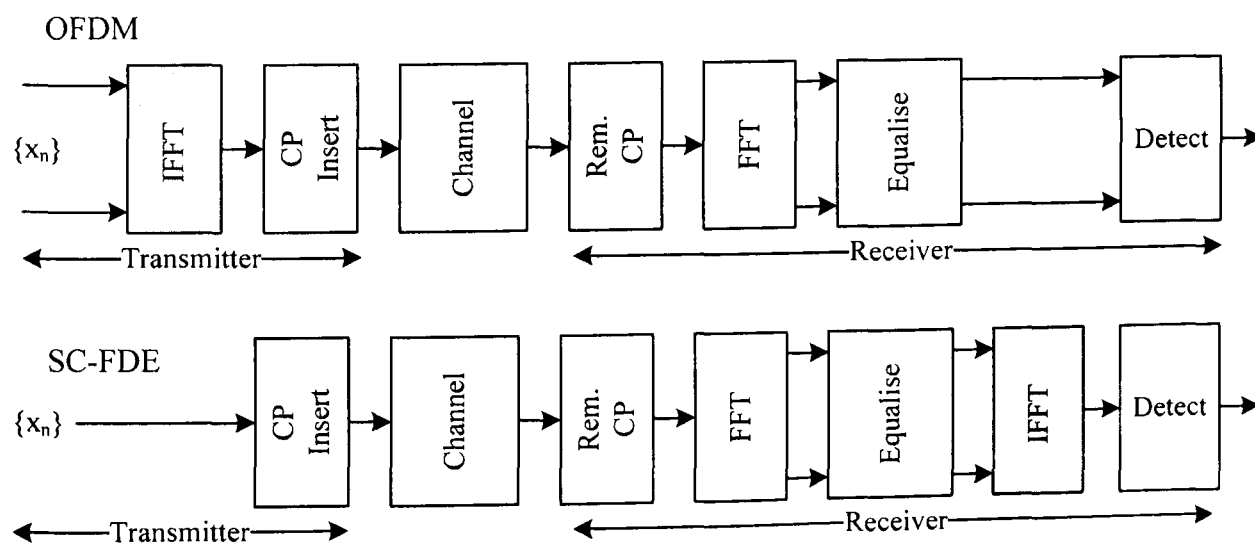 OFDM
{xn}
IFFT
CP
Insert
Channel
Rem.
CP
FFT
Equalise
Detect
Transmitter
Receiver
SC-FDE
{xn}
CP
Insert
Channel
Rem.
CP
FFT
Equalise
IFFT
Detect
Transmitter
Receiver